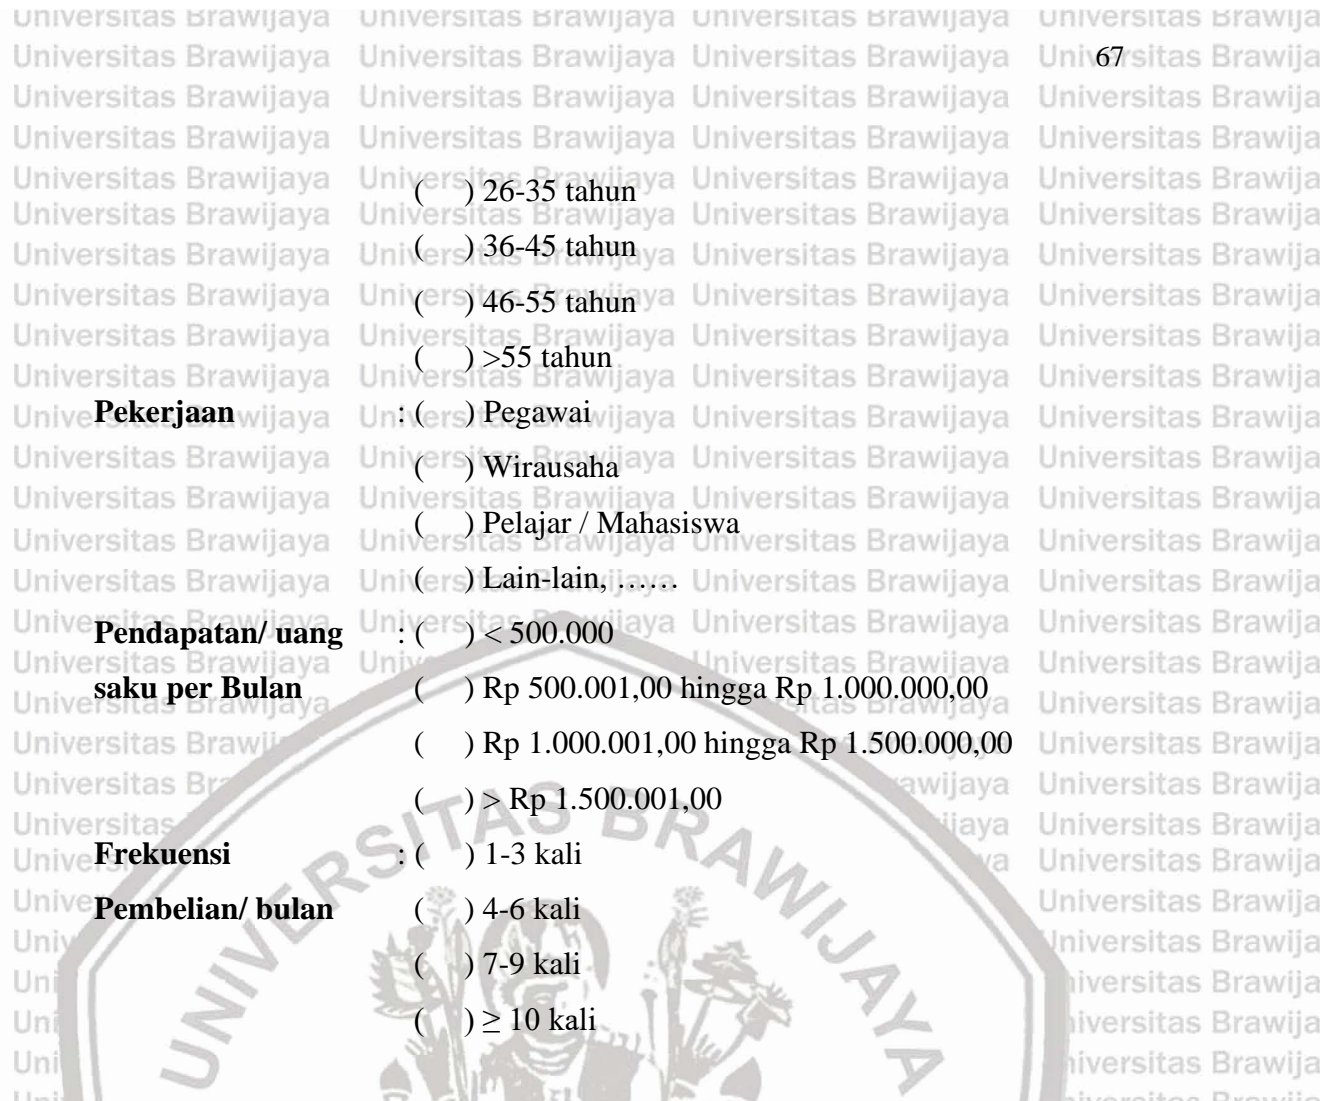 67
( ) 26-35 tahun
( ) 36-45 tahun
( ) 46-55 tahun
( ) >55 tahun
Pekerjaan : ( ) Pegawai
( ) Wirausaha
( ) Pelajar / Mahasiswa
( ) Lain-lain, ……
Pendapatan/ uang : ( ) < 500.000
saku per Bulan ( ) Rp 500.001,00 hingga Rp 1.000.000,00
( ) Rp 1.000.001,00 hingga Rp 1.500.000,00
( ) > Rp 1.500.001,00
Frekuensi : ( ) 1-3 kali
Pembelian/ bulan ( ) 4-6 kali
( ) 7-9 kali
( ) ≥ 10 kali
UNIVERSITAS BRAWIJAYA